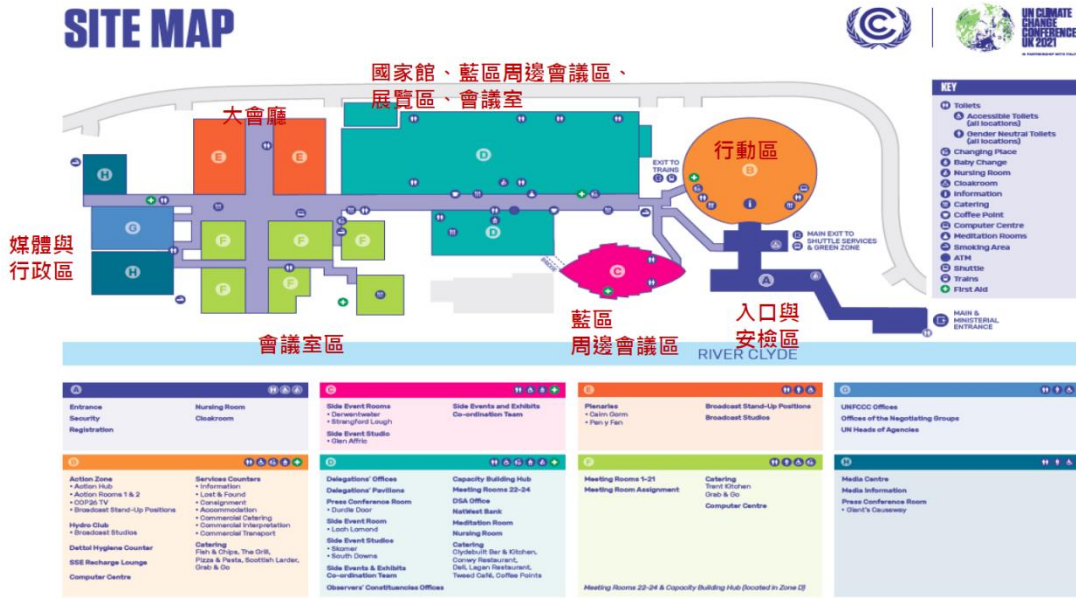 SITE MAP
UN CLIMATE
CHANGE
CONFERENCE
UK 2021
IN PARTNERSHIP WITH ITALY
國家館、藍區周邊會議區、
展覽區、會議室
大會廳
行動區
媒體與
行政區
會議室區
藍區
周邊會議區
入口與
安檢區
E
E
D
D
B
H
G
H
F
F
F
F
F
C
A
EXIT TO
TRAINS
BRIDGE
MAIN EXIT TO
SHUTTLE SERVICES
& GREEN ZONE
MAIN &
MINISTERIAL
ENTRANCE
RIVER CLYDE
KEY
Toilets
Accessible Toilets
(all locations)
Gender Neutral Toilets
(all locations)
Changing Place
Baby Change
Nursing Room
Cloakroom
Information
Catering
Coffee Point
Computer Centre
Meditation Rooms
Smoking Area
ATM
Shuttle
Trains
First Aid
A
Entrance
Security
Registration
Nursing Room
Cloakroom
C
Side Event Rooms
• Derwentwater
• Strangford Lough
Side Event Studio
• Glen Affric
Side Events and Exhibits
Co-ordination Team
E
Plenaries
• Cairn Gorm
• Pen y Fan
Broadcast Stand-Up Positions
Broadcast Studios
G
UNFCCC Offices
Offices of the Negotiating Groups
UN Heads of Agencies
B
Action Zone
• Action Hub
• Action Rooms 1 & 2
• COP26 TV
• Broadcast Stand-Up Positions
Hydro Club
• Broadcast Studios
Dettol Hygiene Counter
SSE Recharge Lounge
Computer Centre
Services Counters
• Information
• Lost & Found
• Consignment
• Accommodation
• Commercial Catering
• Commercial Interpretation
• Commercial Transport
Catering
Fish & Chips, The Grill,
Pizza & Pasta, Scottish Larder,
Grab & Go
D
Delegations' Offices
Delegations' Pavilions
Press Conference Room
• Durdle Door
Side Event Room
• Loch Lomond
Side Event Studios
• Skomer
• South Downs
Side Events & Exhibits
Co-ordination Team
Observers' Constituencies Offices
Capacity Building Hub
Meeting Rooms 22-24
DSA Office
NatWest Bank
Meditation Room
Nursing Room
Catering
Clydebuilt Bar & Kitchen,
Conwy Restaurant,
Deli, Lagan Restaurant,
Tweed Café, Coffee Points
F
Meeting Rooms 1-21
Meeting Room Assignment
Catering
Trent Kitchen
Grab & Go
Computer Centre
Meeting Rooms 22-24 & Capacity Building Hub (located in Zone D)
H
Media Centre
Media Information
Press Conference Room
• Giant's Causeway